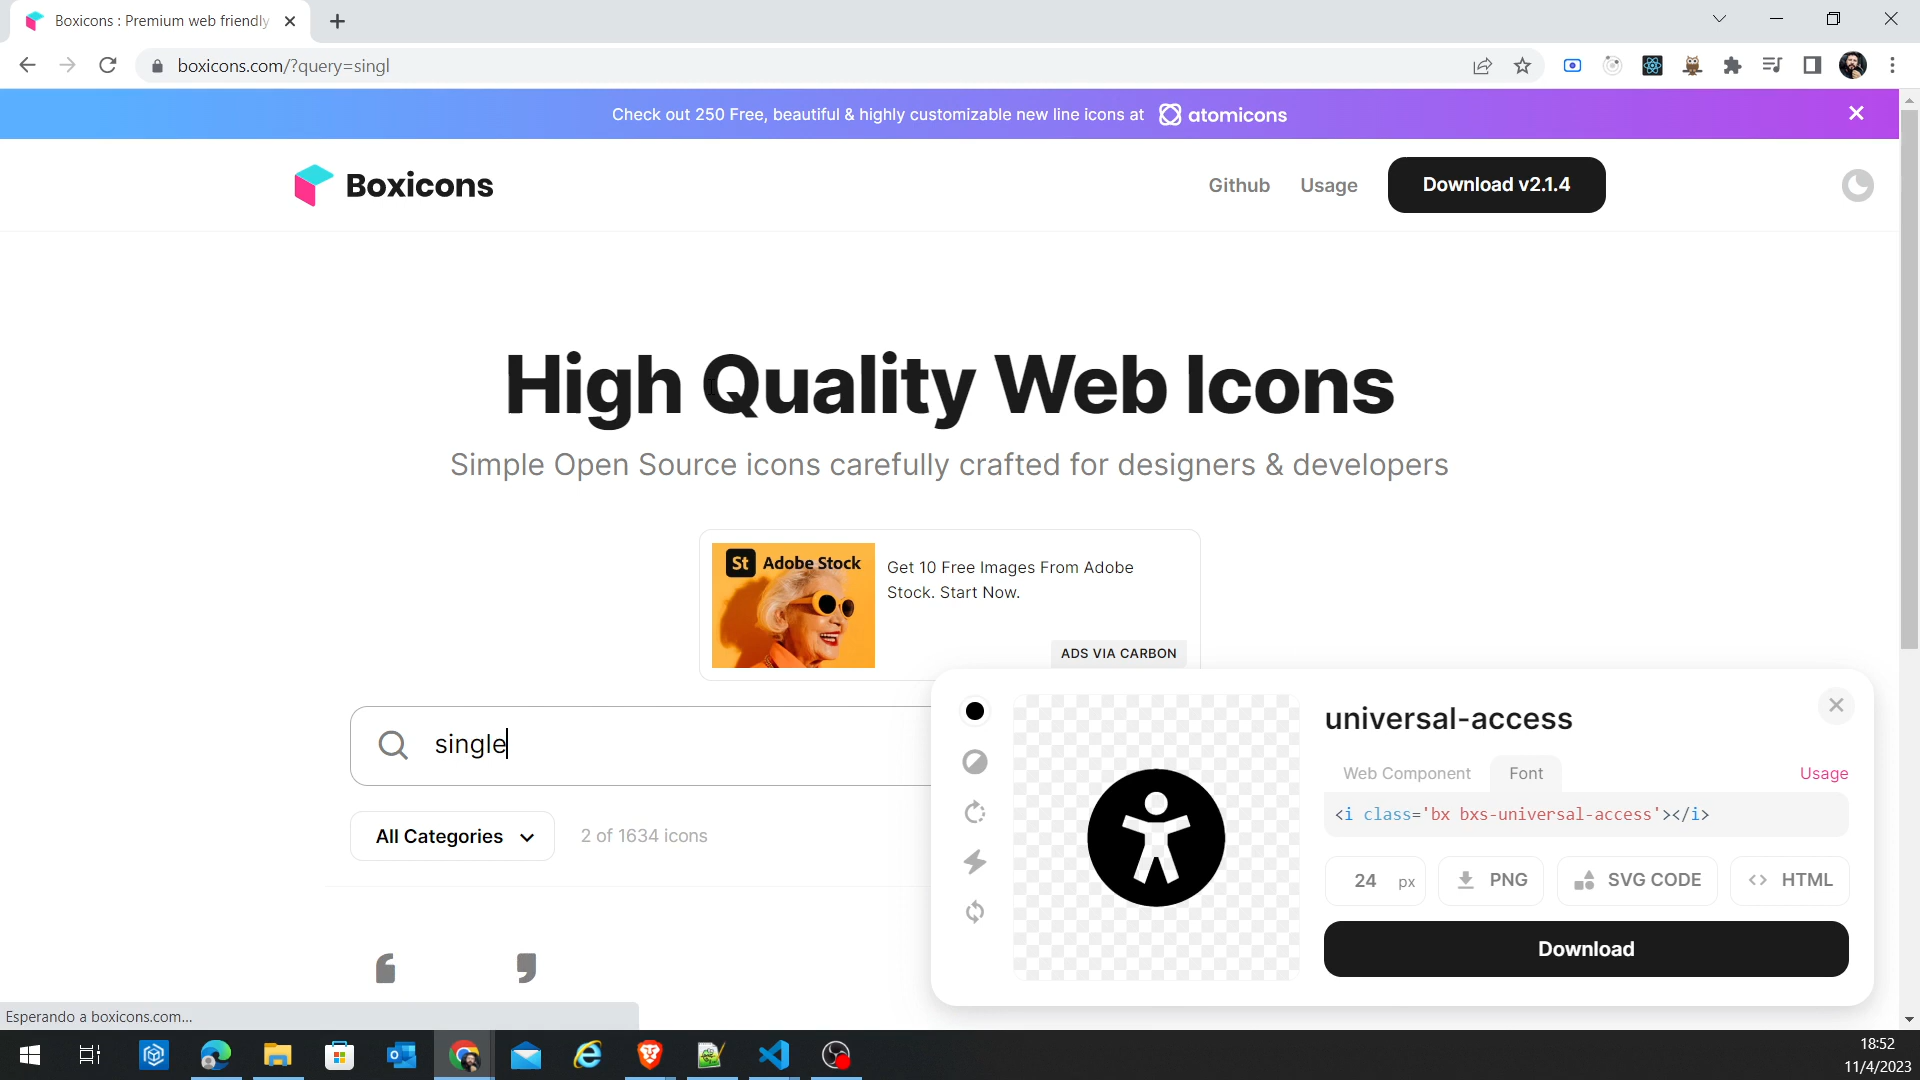 Boxicons : Premium web friendly
boxicons.com/?query=singl
Check out 250 Free, beautiful & highly customizable new line icons at atomicons
Boxicons
Github
Usage
Download v2.1.4
High Quality Web Icons
Simple Open Source icons carefully crafted for designers & developers
St Adobe Stock
Get 10 Free Images From Adobe
Stock. Start Now.
ADS VIA CARBON
single
All Categories
2 of 1634 icons
universal-access
Web Component
Font
Usage
<i class='bx bxs-universal-access'></i>
24 px
PNG
SVG CODE
HTML
Download
Esperando a boxicons.com...
18:52
11/4/2023